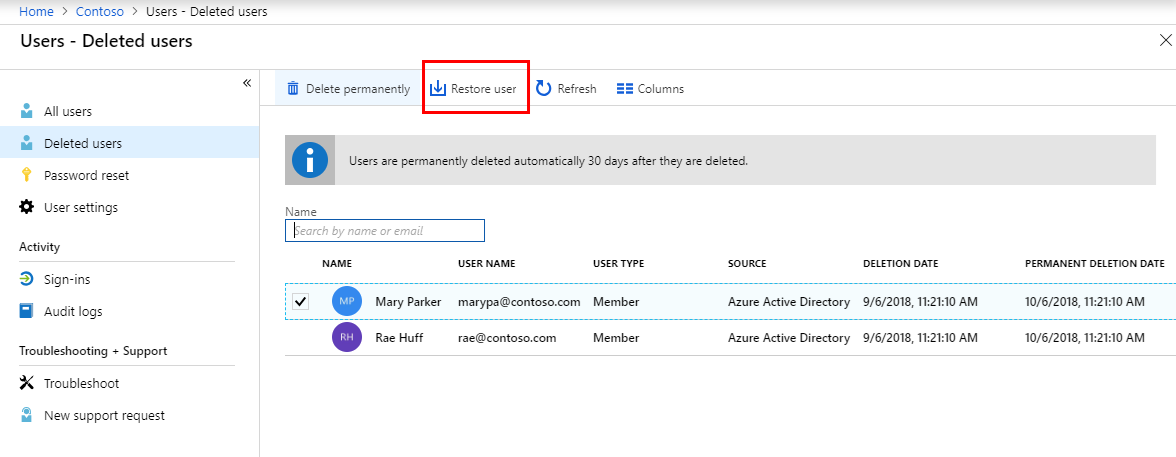 Home > Contoso > Users - Deleted users
Users - Deleted users
All users
Deleted users
Password reset
User settings
Activity
Sign-ins
Audit logs
Troubleshooting + Support
Troubleshoot
New support request
Delete permanently Restore user Refresh Columns
Users are permanently deleted automatically 30 days after they are deleted.
Name
Search by name or email
NAME USER NAME USER TYPE SOURCE DELETION DATE PERMANENT DELETION DATE
MP Mary Parker marypa@contoso.com Member Azure Active Directory 9/6/2018, 11:21:10 AM 10/6/2018, 11:21:10 AM
RH Rae Huff rae@contoso.com Member Azure Active Directory 9/6/2018, 11:21:10 AM 10/6/2018, 11:21:10 AM